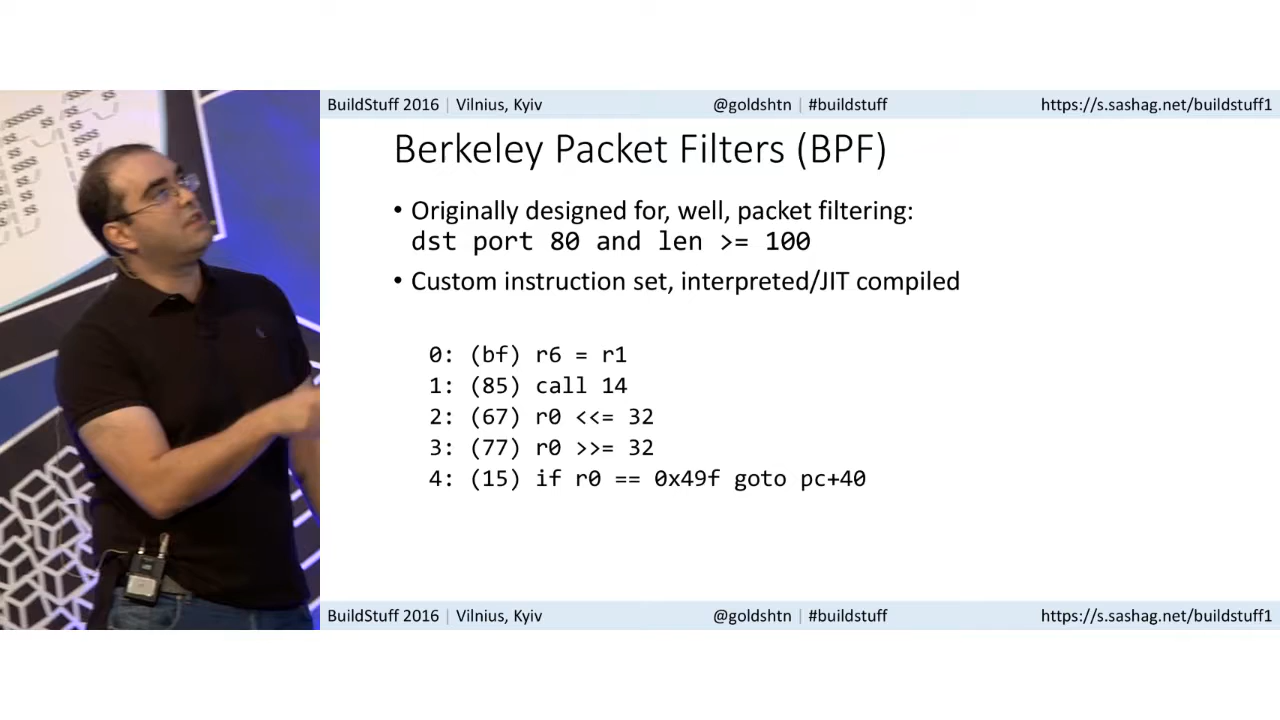 BuildStuff 2016 | Vilnius, Kyiv @goldshtn | #buildstuff https://s.sashag.net/buildstuff1
Berkeley Packet Filters (BPF)
• Originally designed for, well, packet filtering:
dst port 80 and len >= 100
• Custom instruction set, interpreted/JIT compiled
0: (bf) r6 = r1
1: (85) call 14
2: (67) r0 <<= 32
3: (77) r0 >>= 32
4: (15) if r0 == 0x49f goto pc+40
BuildStuff 2016 | Vilnius, Kyiv @goldshtn | #buildstuff https://s.sashag.net/buildstuff1